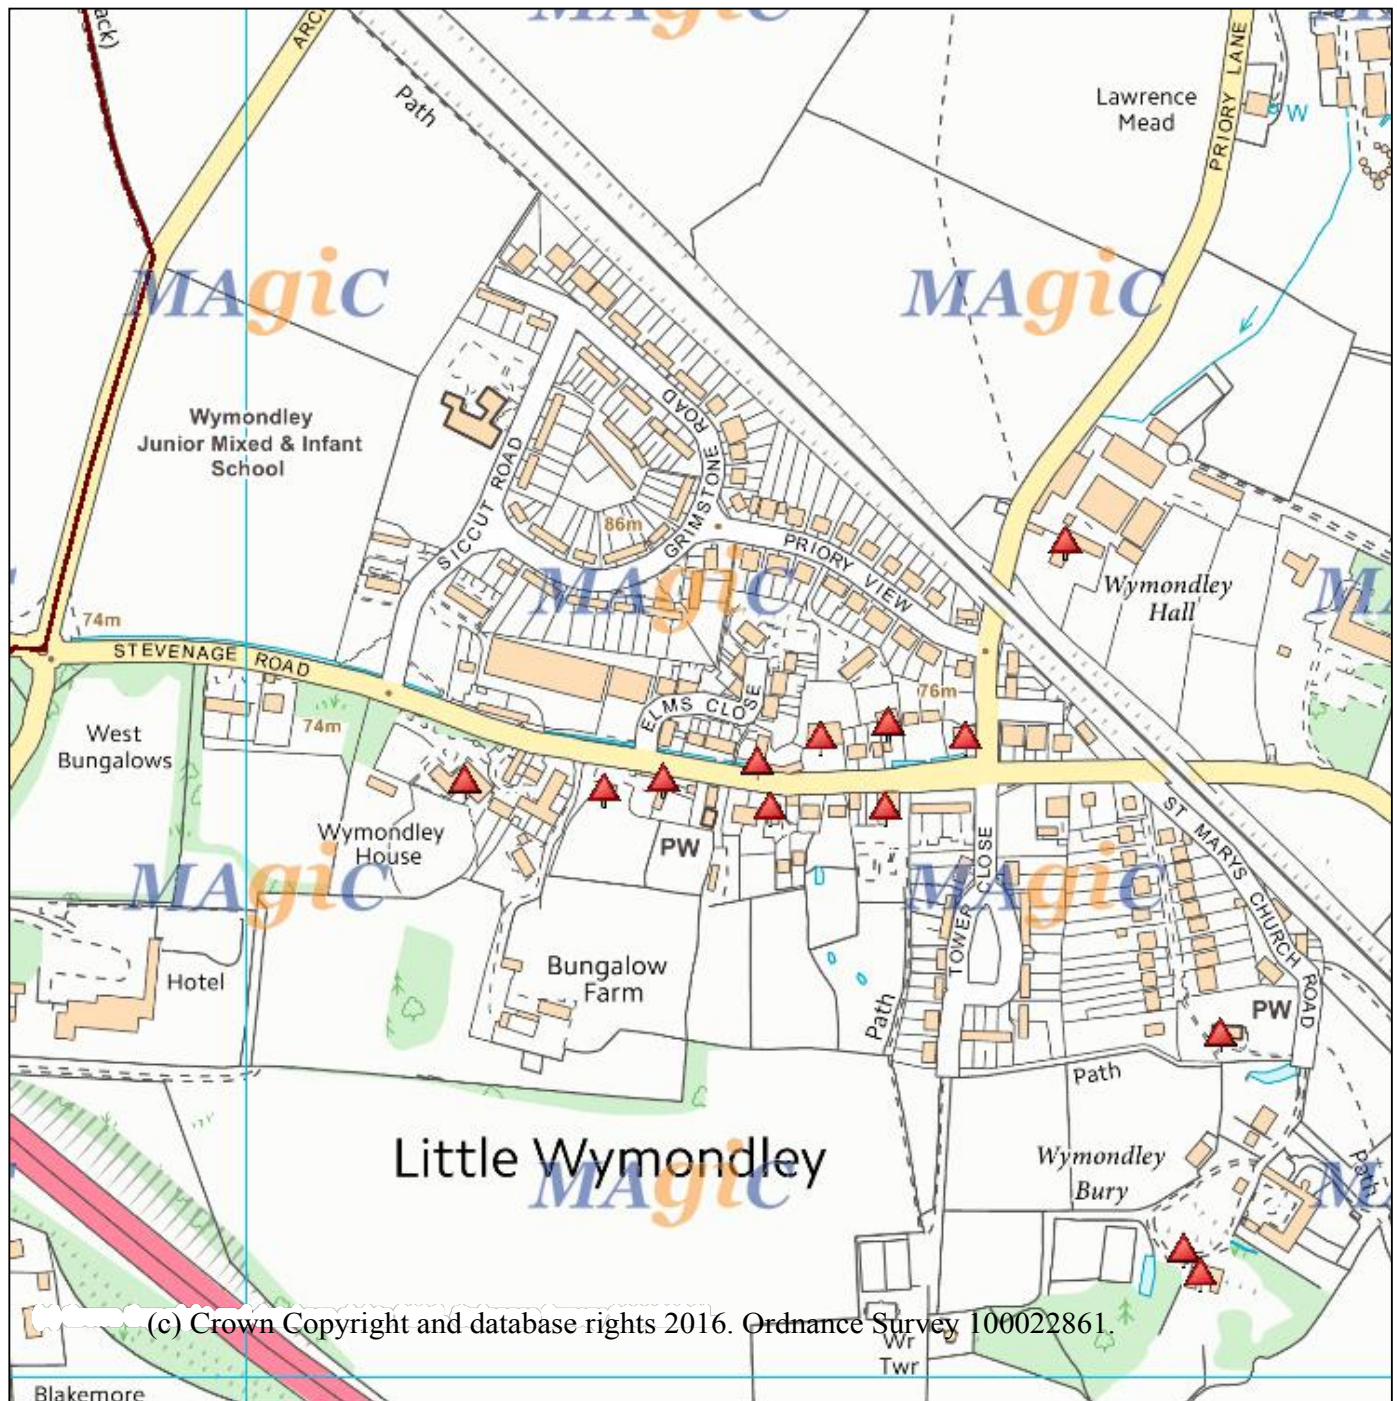 ack)
ARC
Path
Lawrence
Mead
PRIORY LANE
W
MAgiC
MAgiC
Wymondley
Junior Mixed & Infant
School
SICCUT ROAD
GRIMSTONE ROAD
86m
PRIORY VIEW
MAgiC
Wymondley
Hall
74m
STEVENAGE ROAD
74m
ELMS CLOSE
76m
West
Bungalows
Wymondley
House
PW
MAgiC
MAgiC
TOWER CLOSE
ST MARYS CHURCH ROAD
Hotel
Bungalow
Farm
Path
PW
Path
Little Wymondley
MAgiC
Wymondley
Bury
Path
(c) Crown Copyright and database rights 2016. Ordnance Survey 100022861.
Wr
Twr
Blakemore